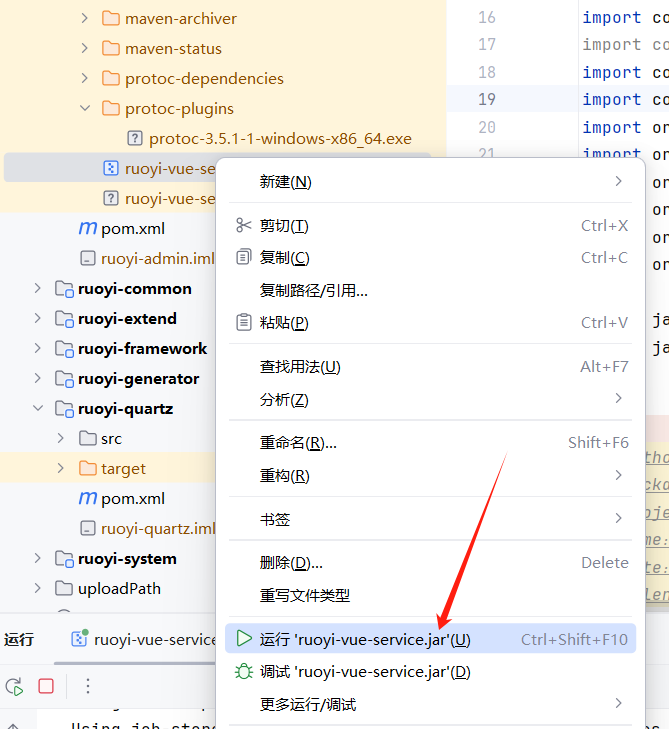 maven-archiver
maven-status
protoc-dependencies
protoc-plugins
protoc-3.5.1-1-windows-x86_64.exe
ruoyi-vue-se
ruoyi-vue-se
pom.xml
ruoyi-admin.iml
ruoyi-common
ruoyi-extend
ruoyi-framework
ruoyi-generator
ruoyi-quartz
src
target
pom.xml
ruoyi-quartz.iml
ruoyi-system
uploadPath
运行 ruoyi-vue-service
16 import co
17 import co
18 import co
19 import co
20 import or
21 import or
or
or
or
or
ja
ja
新建(N)
剪切(T) Ctrl+X
复制(C) Ctrl+C
复制路径/引用...
粘贴(P) Ctrl+V
查找用法(U) Alt+F7
分析(Z)
重命名(R)... Shift+F6
重构(R)
书签
删除(D)... Delete
重写文件类型
运行 'ruoyi-vue-service.jar'(U) Ctrl+Shift+F10
调试 'ruoyi-vue-service.jar'(D)
更多运行/调试